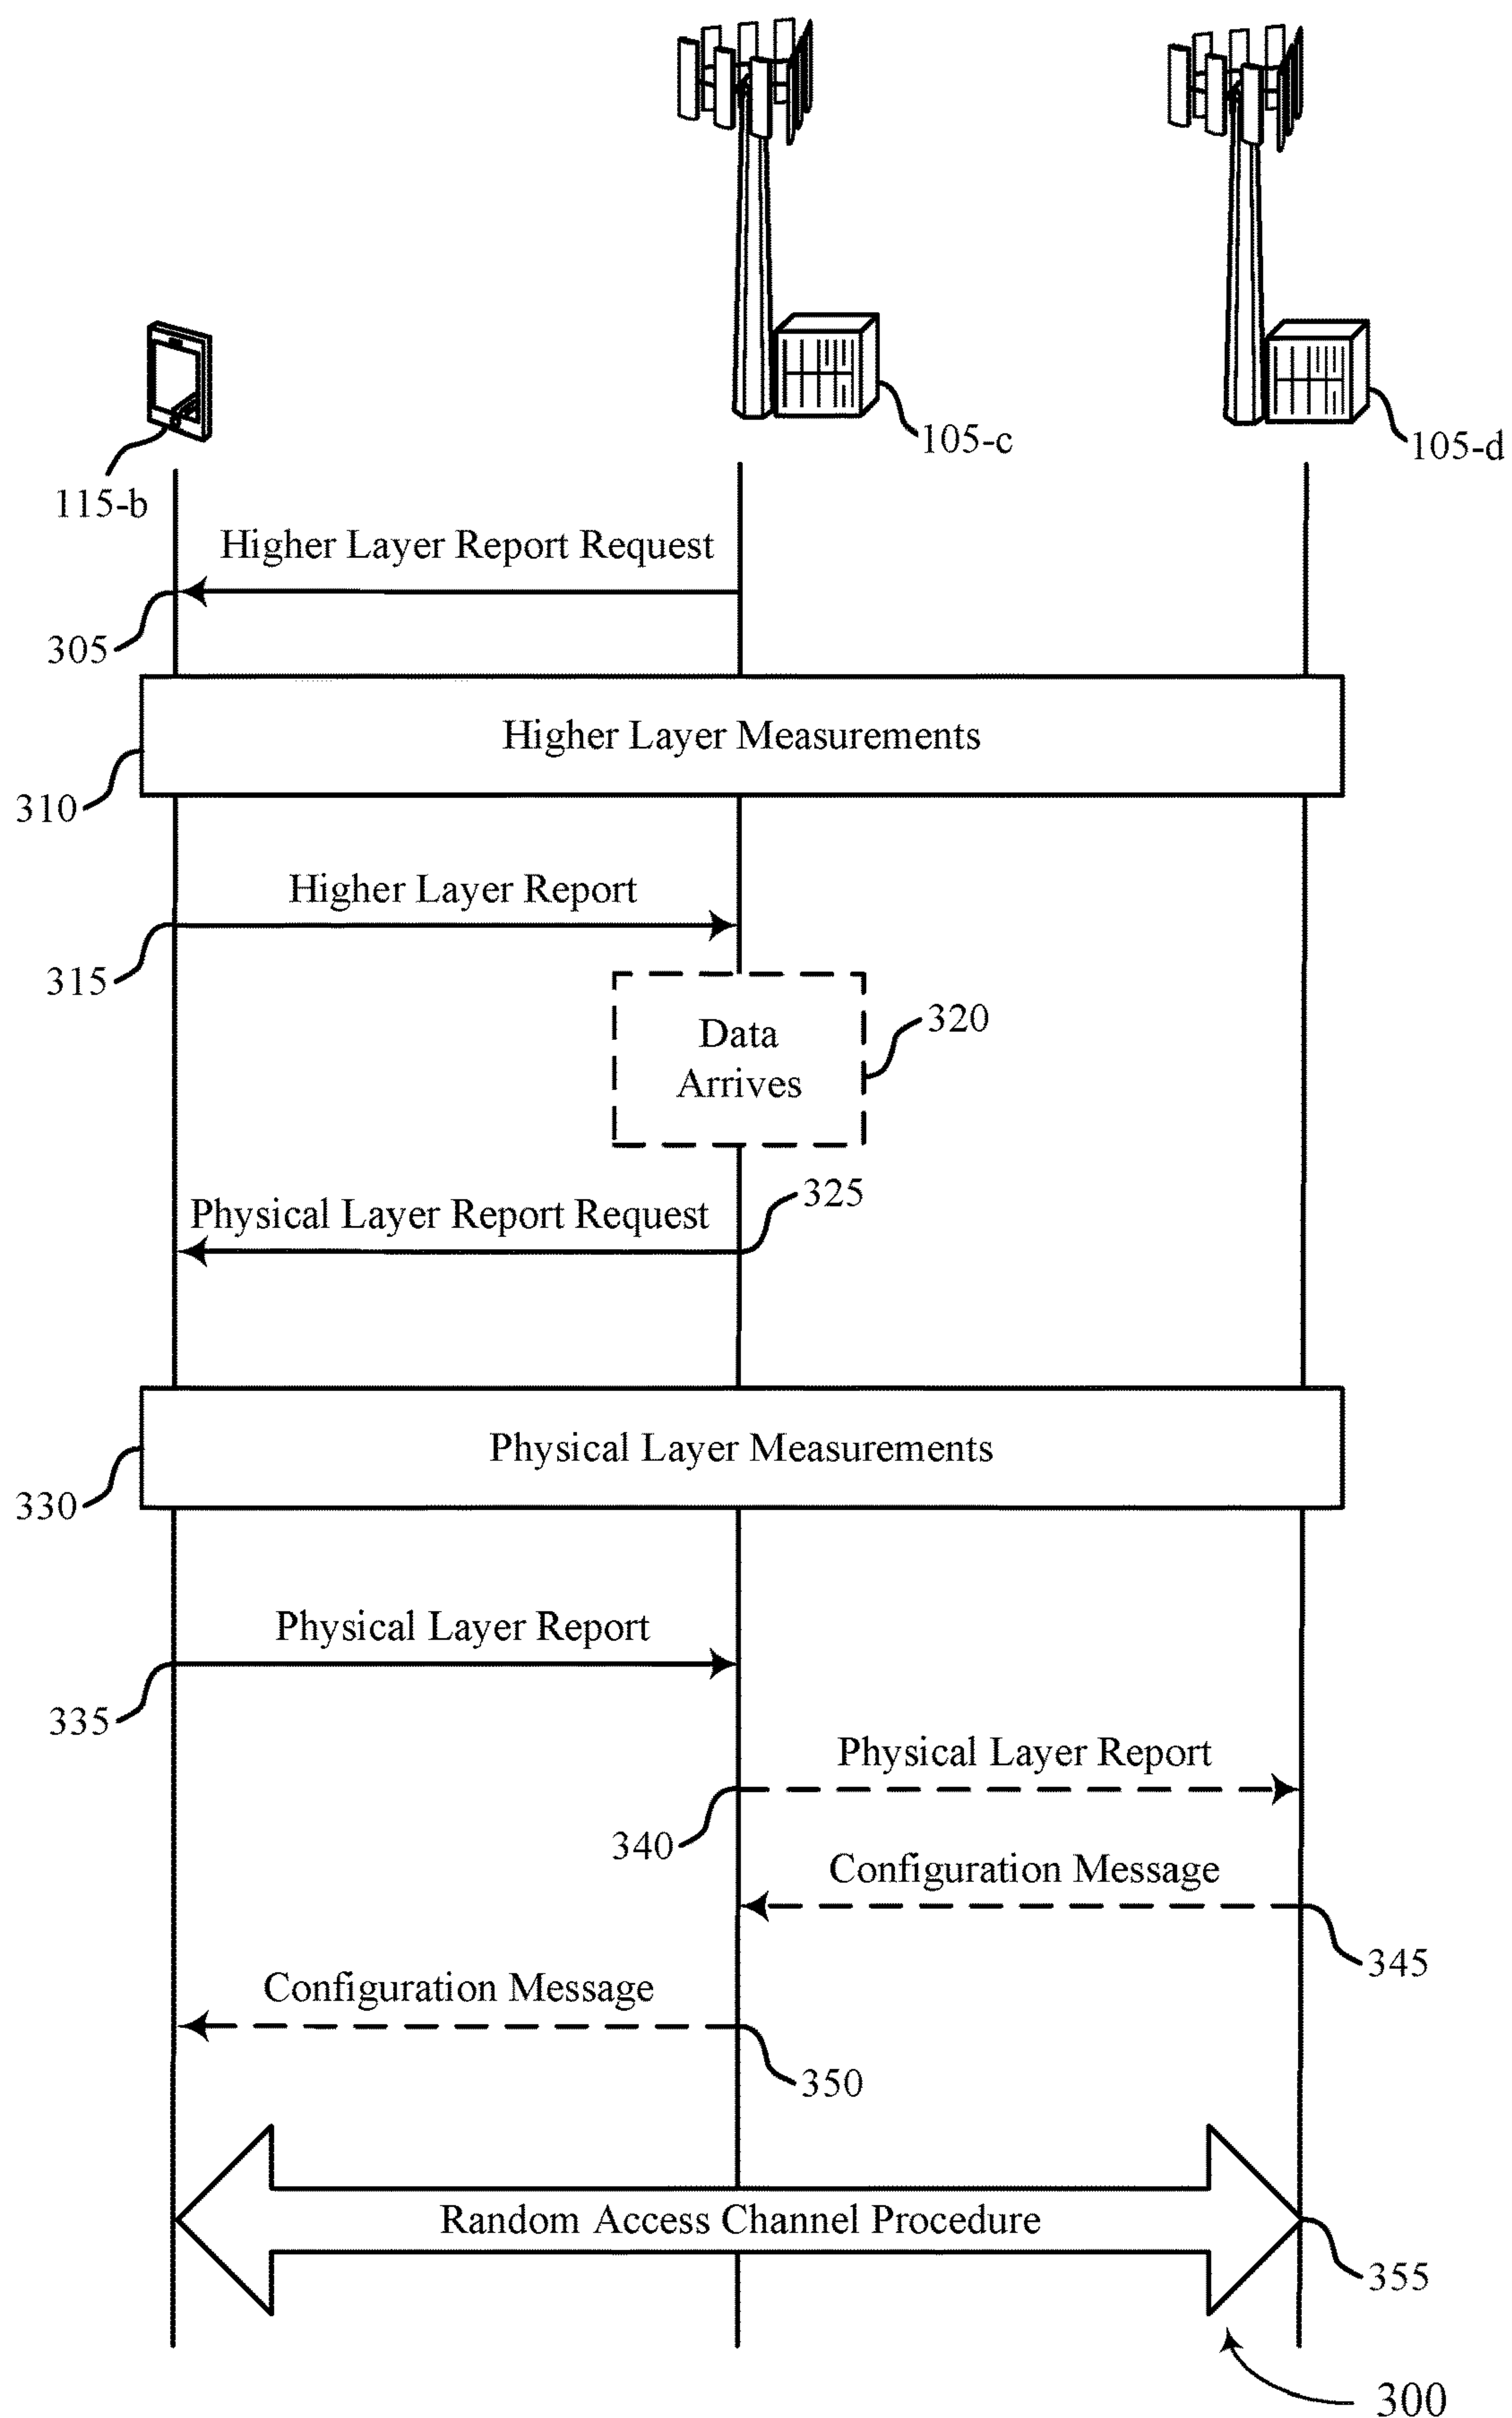 105-c
105-d
115-b
Higher Layer Report Request
305
Higher Layer Measurements
310
Higher Layer Report
315
320
Data
Arrives
325
Physical Layer Report Request
Physical Layer Measurements
330
Physical Layer Report
335
Physical Layer Report
340
Configuration Message
345
Configuration Message
350
Random Access Channel Procedure
355
300